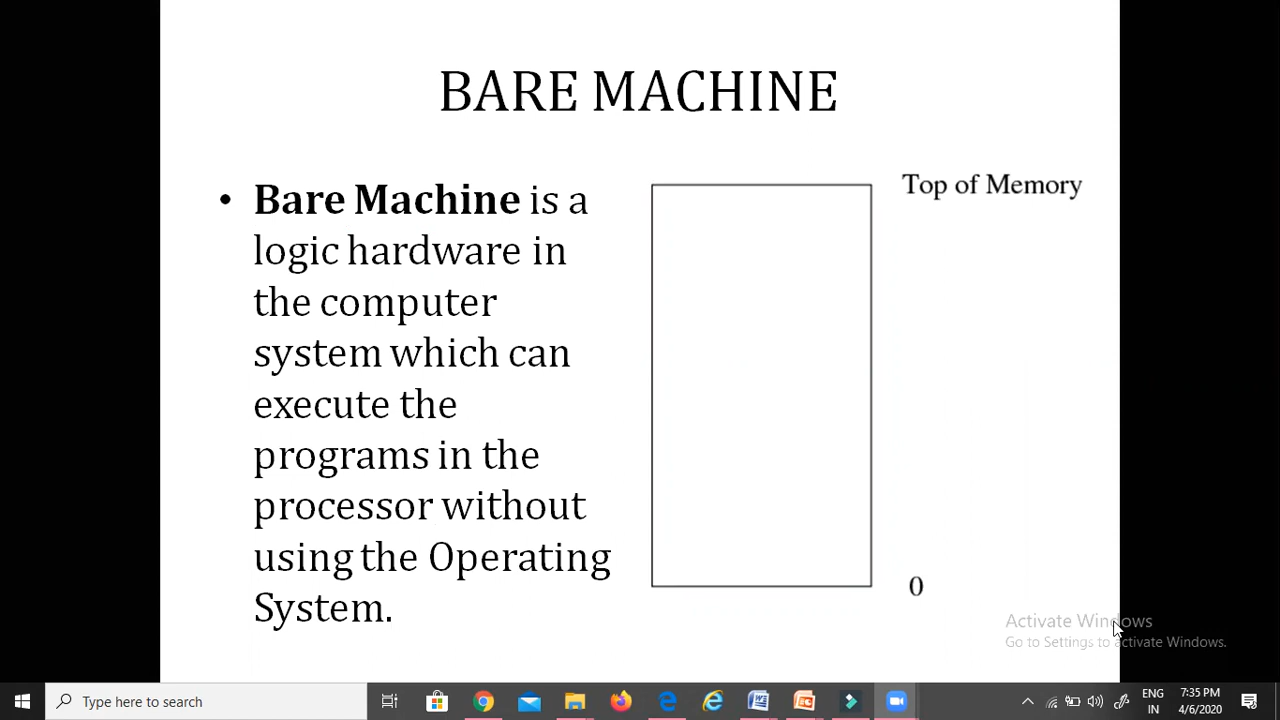 BARE MACHINE
• Bare Machine is a
logic hardware in
the computer
system which can
execute the
programs in the
processor without
using the Operating
System.
Top of Memory
0
Activate Windows
Go to Settings to activate Windows.
Type here to search
ENG
IN
7:35 PM
4/6/2020